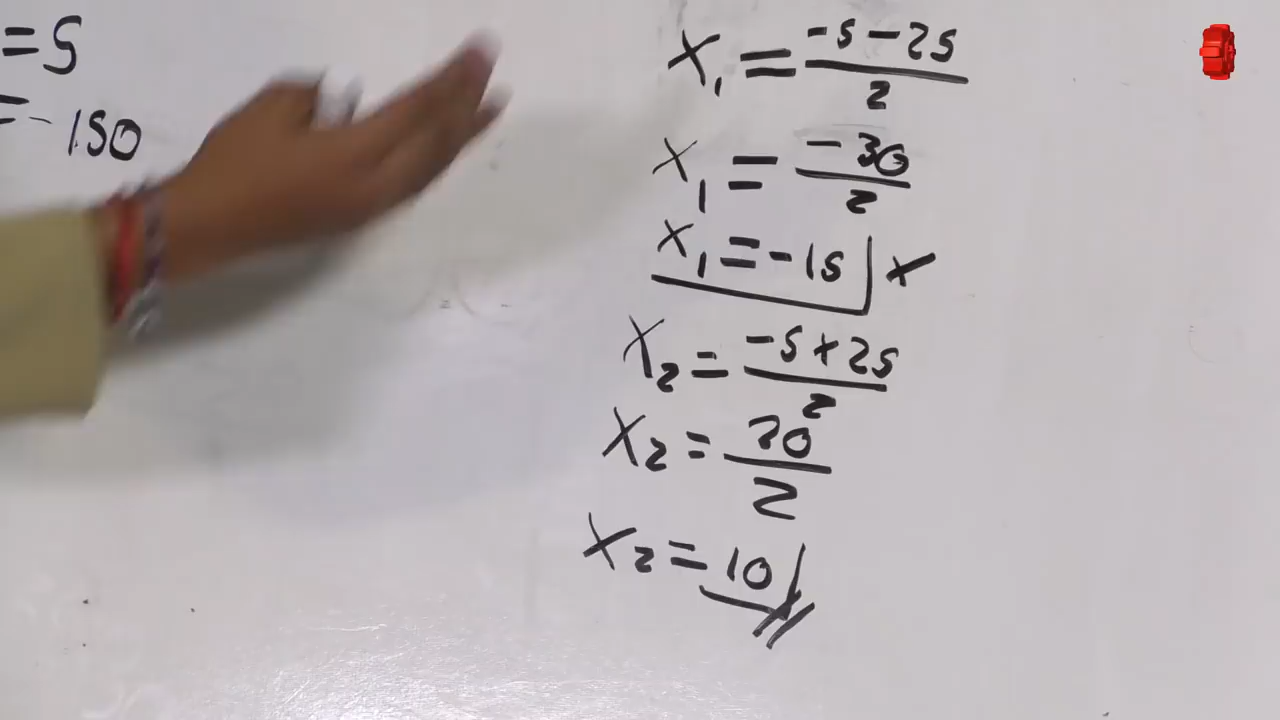 = 5
= -150
x₁ = (-5 - 25)/2
x₁ = -30/2
x₁ = -15 x
x₂ = (-5 + 25)/2
x₂ = 20/2
x₂ = 10